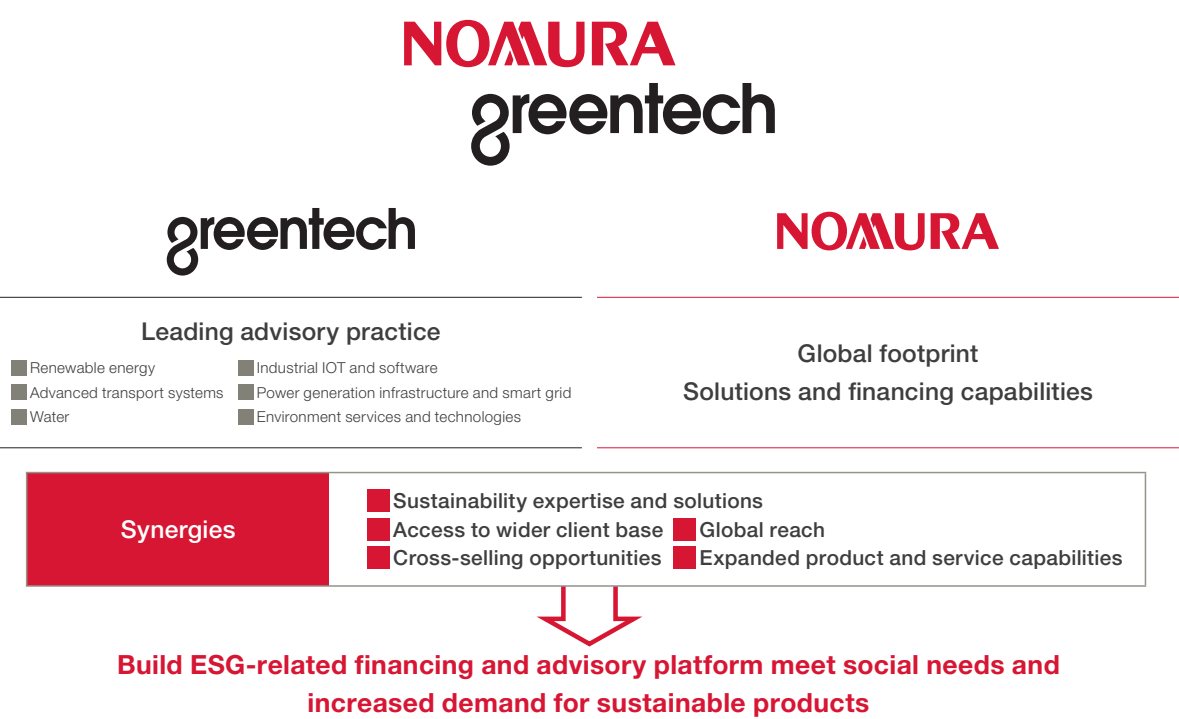 NOMURA
greentech
greentech
NOMURA
Leading advisory practice
Renewable energy
Industrial IOT and software
Advanced transport systems
Power generation infrastructure and smart grid
Water
Environment services and technologies
Global footprint
Solutions and financing capabilities
Synergies
Sustainability expertise and solutions
Access to wider client base
Global reach
Cross-selling opportunities
Expanded product and service capabilities
Build ESG-related financing and advisory platform meet social needs and
increased demand for sustainable products